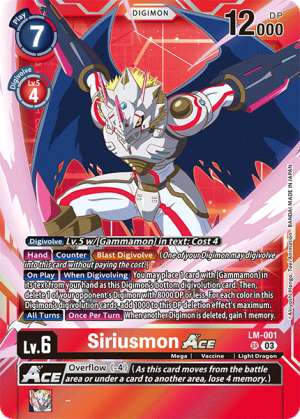 DIGIMON
Play
7
DP
12000
Digivolve
Lv.5
4
Digivolve Lv.5 w/[Gammamon] in text: Cost 4
Hand Counter Blast Digivolve (One of your Digimon may digivolve
into this card without paying the cost.)
On Play When Digivolving You may place 1 card with [Gammamon] in
its text from your hand as this Digimon's bottom digivolution card. Then,
delete 1 of your opponent's Digimon with 8000 DP or less. For each color in this
Digimon's digivolution cards, add 1000 to this DP deletion effect's maximum.
All Turns Once Per Turn When another Digimon is deleted, gain 1 memory.
Lv.6
Siriusmon ACE
LM-001
03
Mega
Vaccine
Light Dragon
ACE Overflow ⟨-4⟩ (As this card moves from the battle
area or under a card to another area, lose 4 memory.)